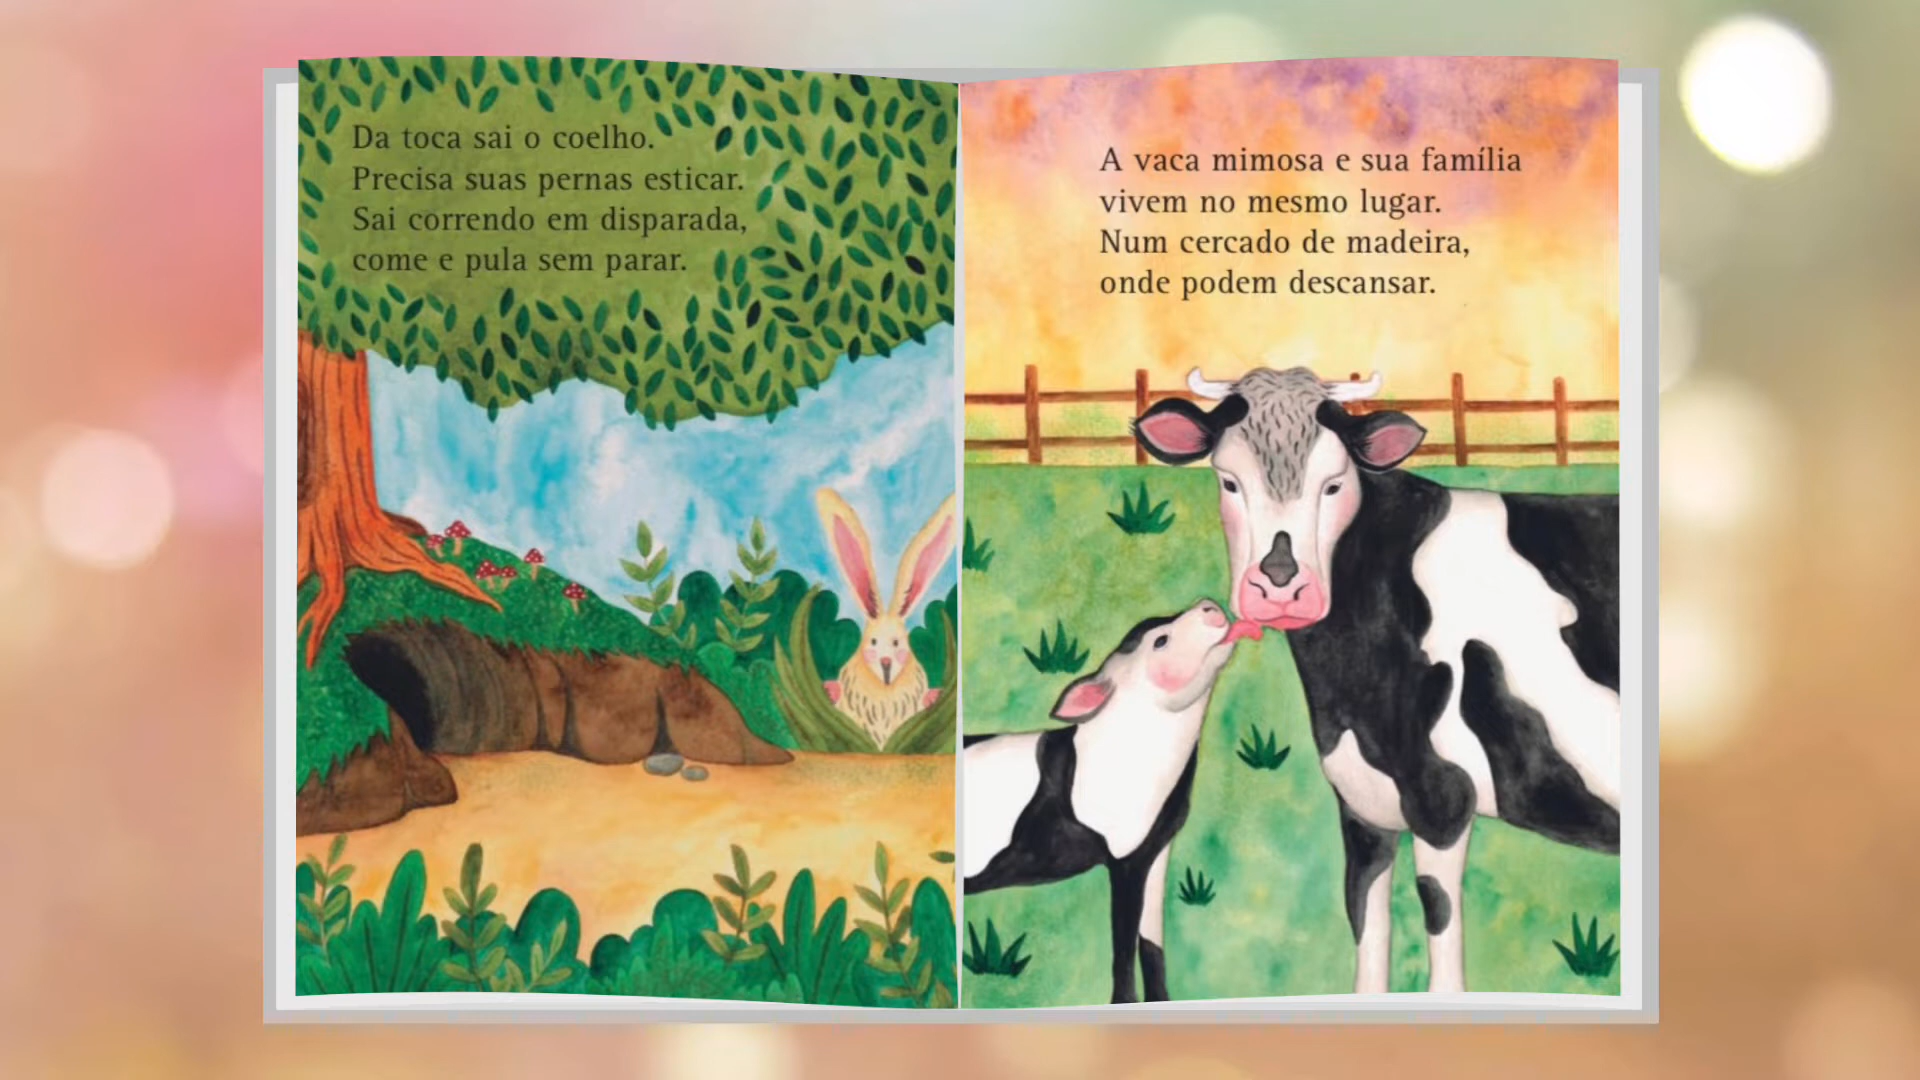 Da toca sai o coelho.
Precisa suas pernas esticar.
Sai correndo em disparada,
come e pula sem parar.
A vaca mimosa e sua família
vivem no mesmo lugar.
Num cercado de madeira,
onde podem descansar.